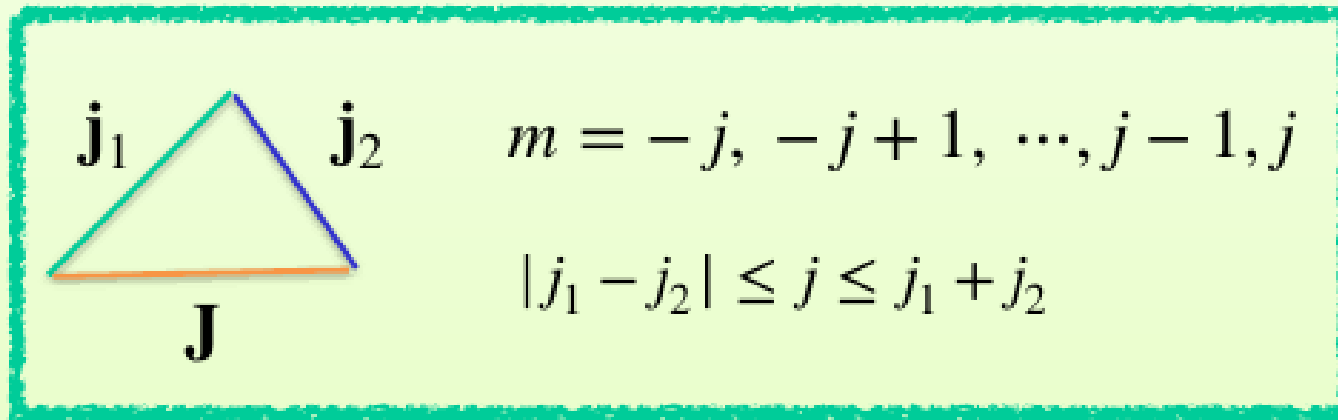 j₁ j₂ m = −j, −j + 1, ⋯, j − 1, j
|j₁ − j₂| ≤ j ≤ j₁ + j₂
J